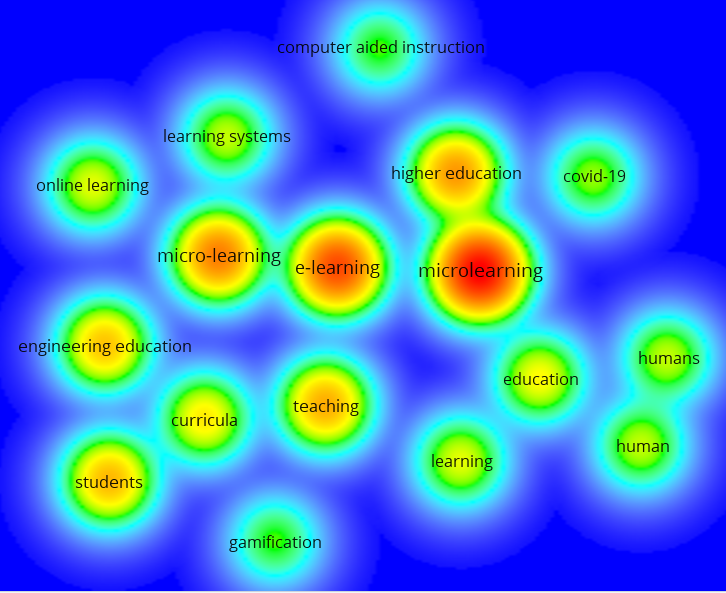 computer aided instruction
learning systems
higher education
covid-19
online learning
micro-learning
e-learning
microlearning
engineering education
humans
education
teaching
curricula
human
learning
students
gamification